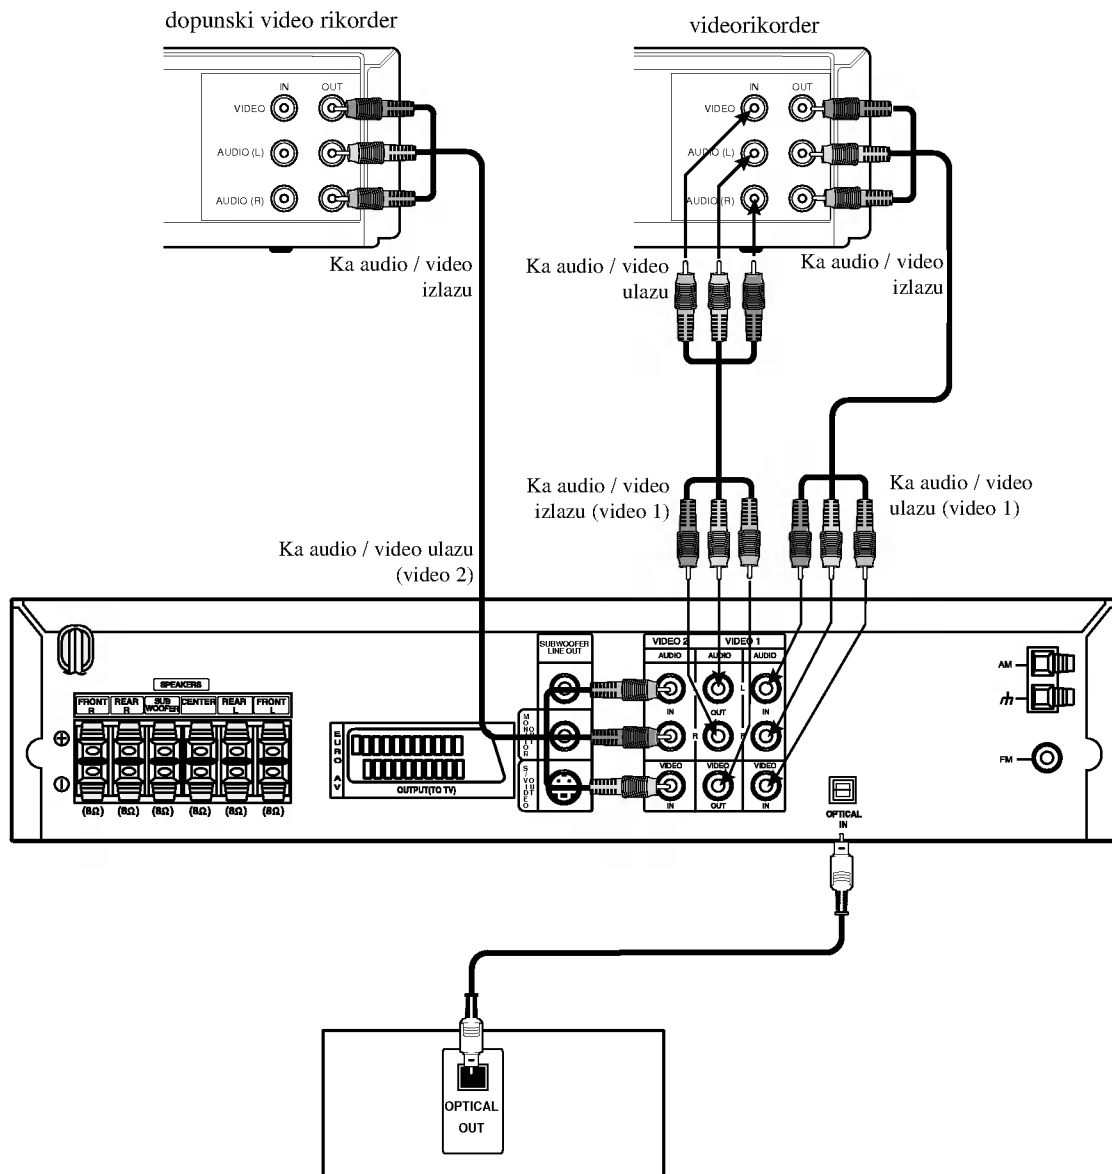 dopunski video rikorder
videorikorder
IN OUT
VIDEO
AUDIO (L)
AUDIO (R)
IN OUT
VIDEO
AUDIO (L)
AUDIO (R)
Ka audio / video
izlazu
Ka audio / video
ulazu
Ka audio / video
izlazu
Ka audio / video
izlazu (video 1)
Ka audio / video
ulazu (video 1)
Ka audio / video ulazu
(video 2)
SPEAKERS
FRONT R
REAR R
SUB WOOFER
CENTER
REAR L
FRONT L
(8Ω) (8Ω) (8Ω) (8Ω) (8Ω) (8Ω)
EURO AV
OUTPUT(TO TV)
SUBWOOFER
LINE OUT
MONITOR
S/VIDEO
OUT
VIDEO 2 VIDEO 1
AUDIO AUDIO AUDIO
L
IN OUT IN
R R
VIDEO VIDEO VIDEO
IN OUT IN
OPTICAL
IN
AM
FM
OPTICAL
OUT